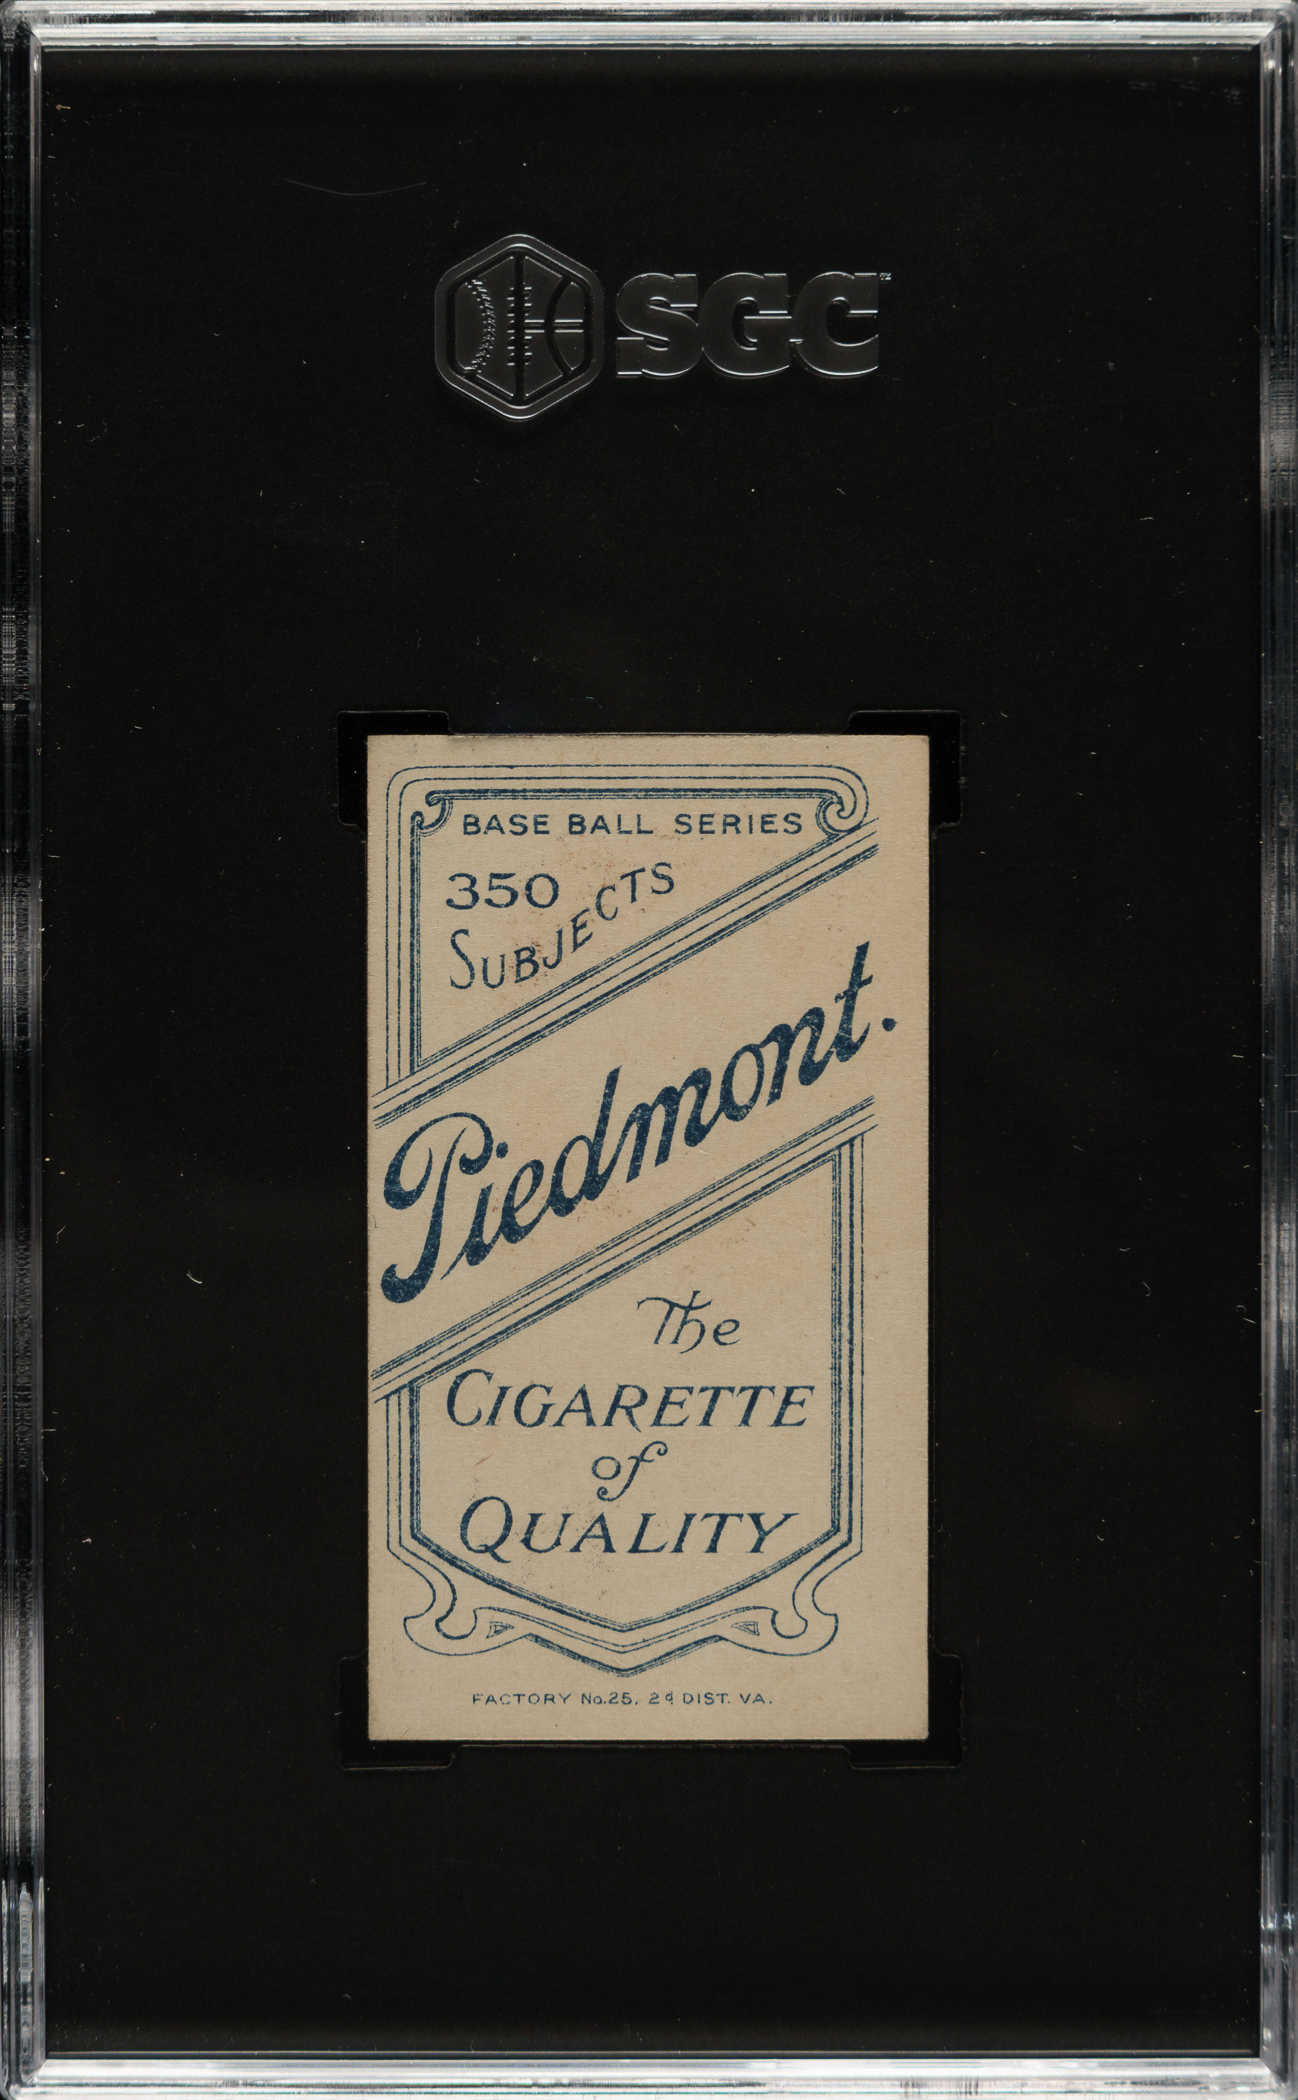 SGC
BASE BALL SERIES
350
SUBJECTS
Piedmont.
The
CIGARETTE
of
QUALITY
FACTORY No.25. 2d DIST. VA.